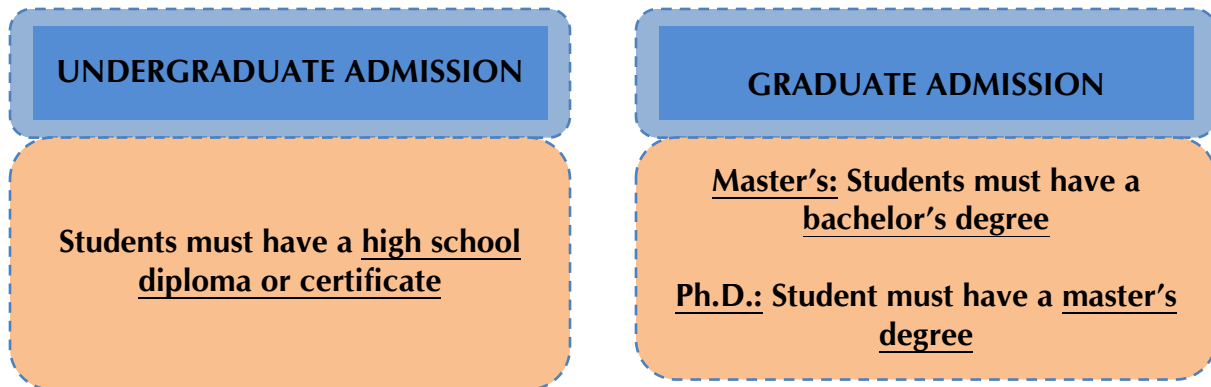 UNDERGRADUATE ADMISSION
Students must have a high school
diploma or certificate
GRADUATE ADMISSION
Master’s: Students must have a
bachelor’s degree
Ph.D.: Student must have a master’s
degree